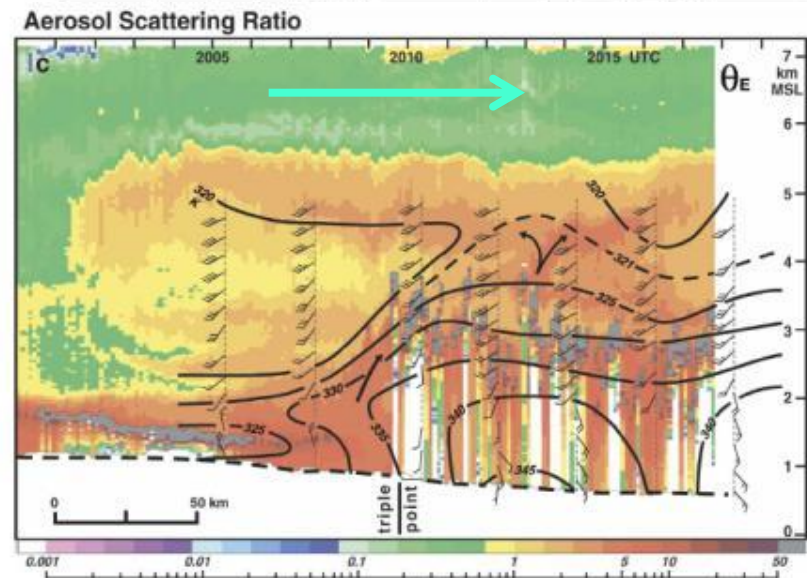 Aerosol Scattering Ratio
C 2005 2010 2015 UTC
θE
7
km
MSL
6
5
4
3
2
1
0
320
K
320
321
325
330
325
335
340
340
345
0 50 km
triple point
0.001 0.01 0.1 1 5 10 50